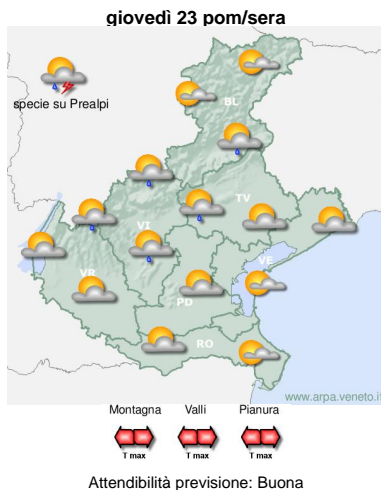 giovedì 23 pom/sera
specie su Prealpi
BL
TV
VI
VR
VE
PD
RO
www.arpa.veneto.it
Montagna Valli Pianura
T max T max T max
Attendibilità previsione: Buona